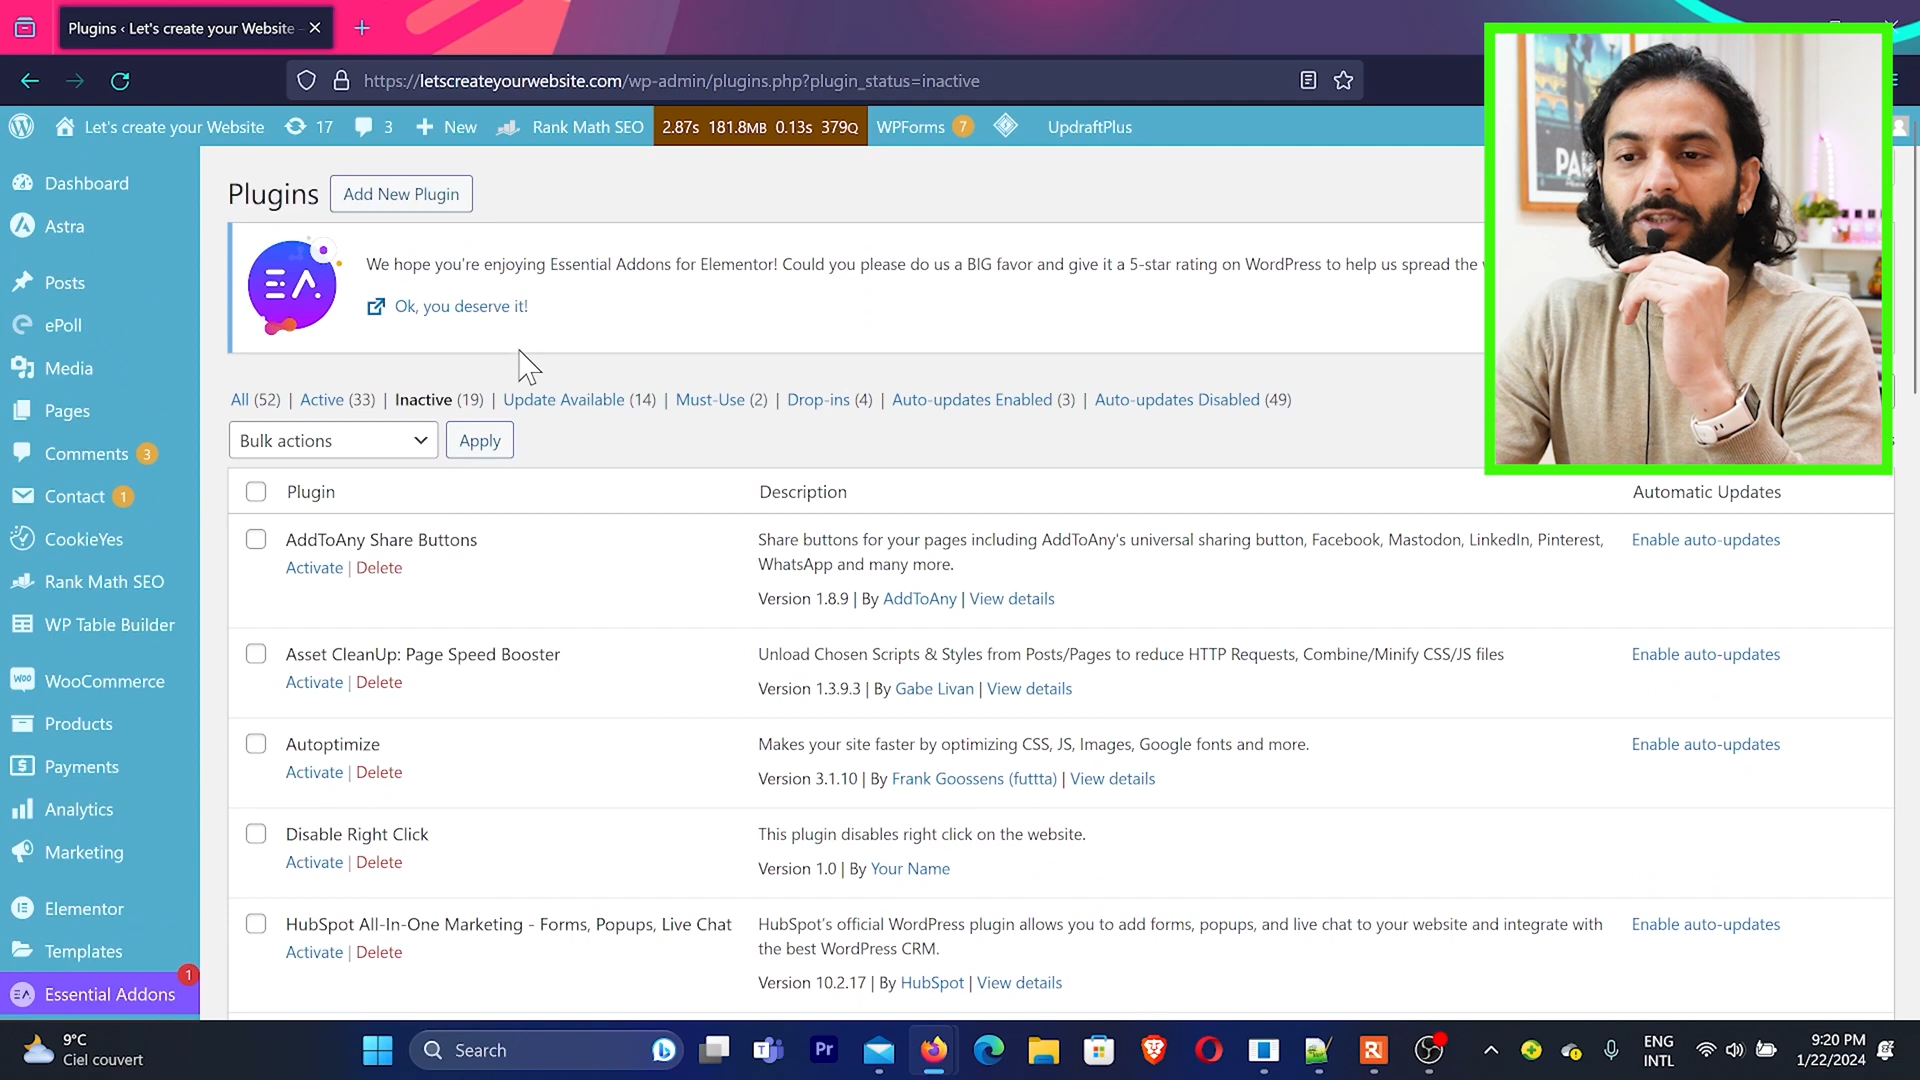 Plugins ‹ Let's create your Website –
https://letscreateyourwebsite.com/wp-admin/plugins.php?plugin_status=inactive
Let's create your Website 17 3 New Rank Math SEO 2.87s 181.8MB 0.13s 379Q WPForms 7 UpdraftPlus
Dashboard
Astra
Posts
ePoll
Media
Pages
Comments 3
Contact 1
CookieYes
Rank Math SEO
WP Table Builder
WooCommerce
Products
Payments
Analytics
Marketing
Elementor
Templates
Essential Addons 1
Plugins Add New Plugin
We hope you're enjoying Essential Addons for Elementor! Could you please do us a BIG favor and give it a 5-star rating on WordPress to help us spread the
Ok, you deserve it!
All (52) | Active (33) | Inactive (19) | Update Available (14) | Must-Use (2) | Drop-ins (4) | Auto-updates Enabled (3) | Auto-updates Disabled (49)
Bulk actions Apply
Plugin Description Automatic Updates
AddToAny Share Buttons
Activate | Delete
Share buttons for your pages including AddToAny's universal sharing button, Facebook, Mastodon, LinkedIn, Pinterest,
WhatsApp and many more.
Version 1.8.9 | By AddToAny | View details
Enable auto-updates
Asset CleanUp: Page Speed Booster
Activate | Delete
Unload Chosen Scripts & Styles from Posts/Pages to reduce HTTP Requests, Combine/Minify CSS/JS files
Version 1.3.9.3 | By Gabe Livan | View details
Enable auto-updates
Autoptimize
Activate | Delete
Makes your site faster by optimizing CSS, JS, Images, Google fonts and more.
Version 3.1.10 | By Frank Goossens (futtta) | View details
Enable auto-updates
Disable Right Click
Activate | Delete
This plugin disables right click on the website.
Version 1.0 | By Your Name
HubSpot All-In-One Marketing - Forms, Popups, Live Chat
Activate | Delete
HubSpot's official WordPress plugin allows you to add forms, popups, and live chat to your website and integrate with
the best WordPress CRM.
Version 10.2.17 | By HubSpot | View details
Enable auto-updates
9°C
Ciel couvert
Search
Pr
ENG
INTL
9:20 PM
1/22/2024